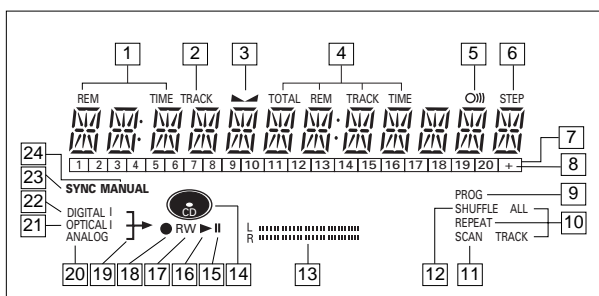 1 2 3 4 5 6
REM TIME TRACK TOTAL REM TRACK TIME STEP
1 2 3 4 5 6 7 8 9 10 11 12 13 14 15 16 17 18 19 20 + -
7
8
24
23
SYNC MANUAL
22 DIGITAL I
21 OPTICAL I
ANALOG
CD
RW
L
R
PROG 9
SHUFFLE ALL
REPEAT 10
SCAN TRACK
20 19 18 17 16 15 14 13 12 11